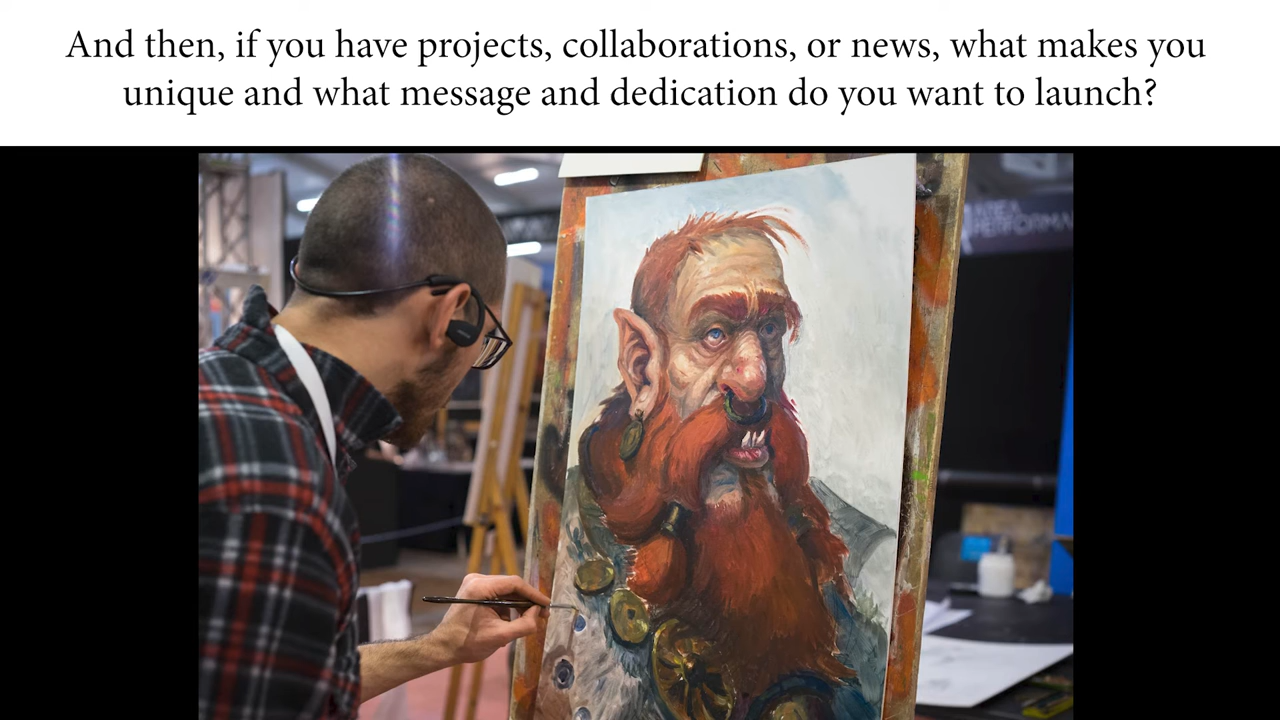 And then, if you have projects, collaborations, or news, what makes you
unique and what message and dedication do you want to launch?